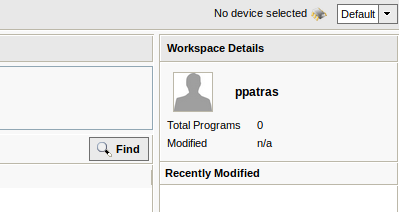 No device selected Default
Workspace Details
ppatras
Total Programs 0
Modified n/a
Find
Recently Modified